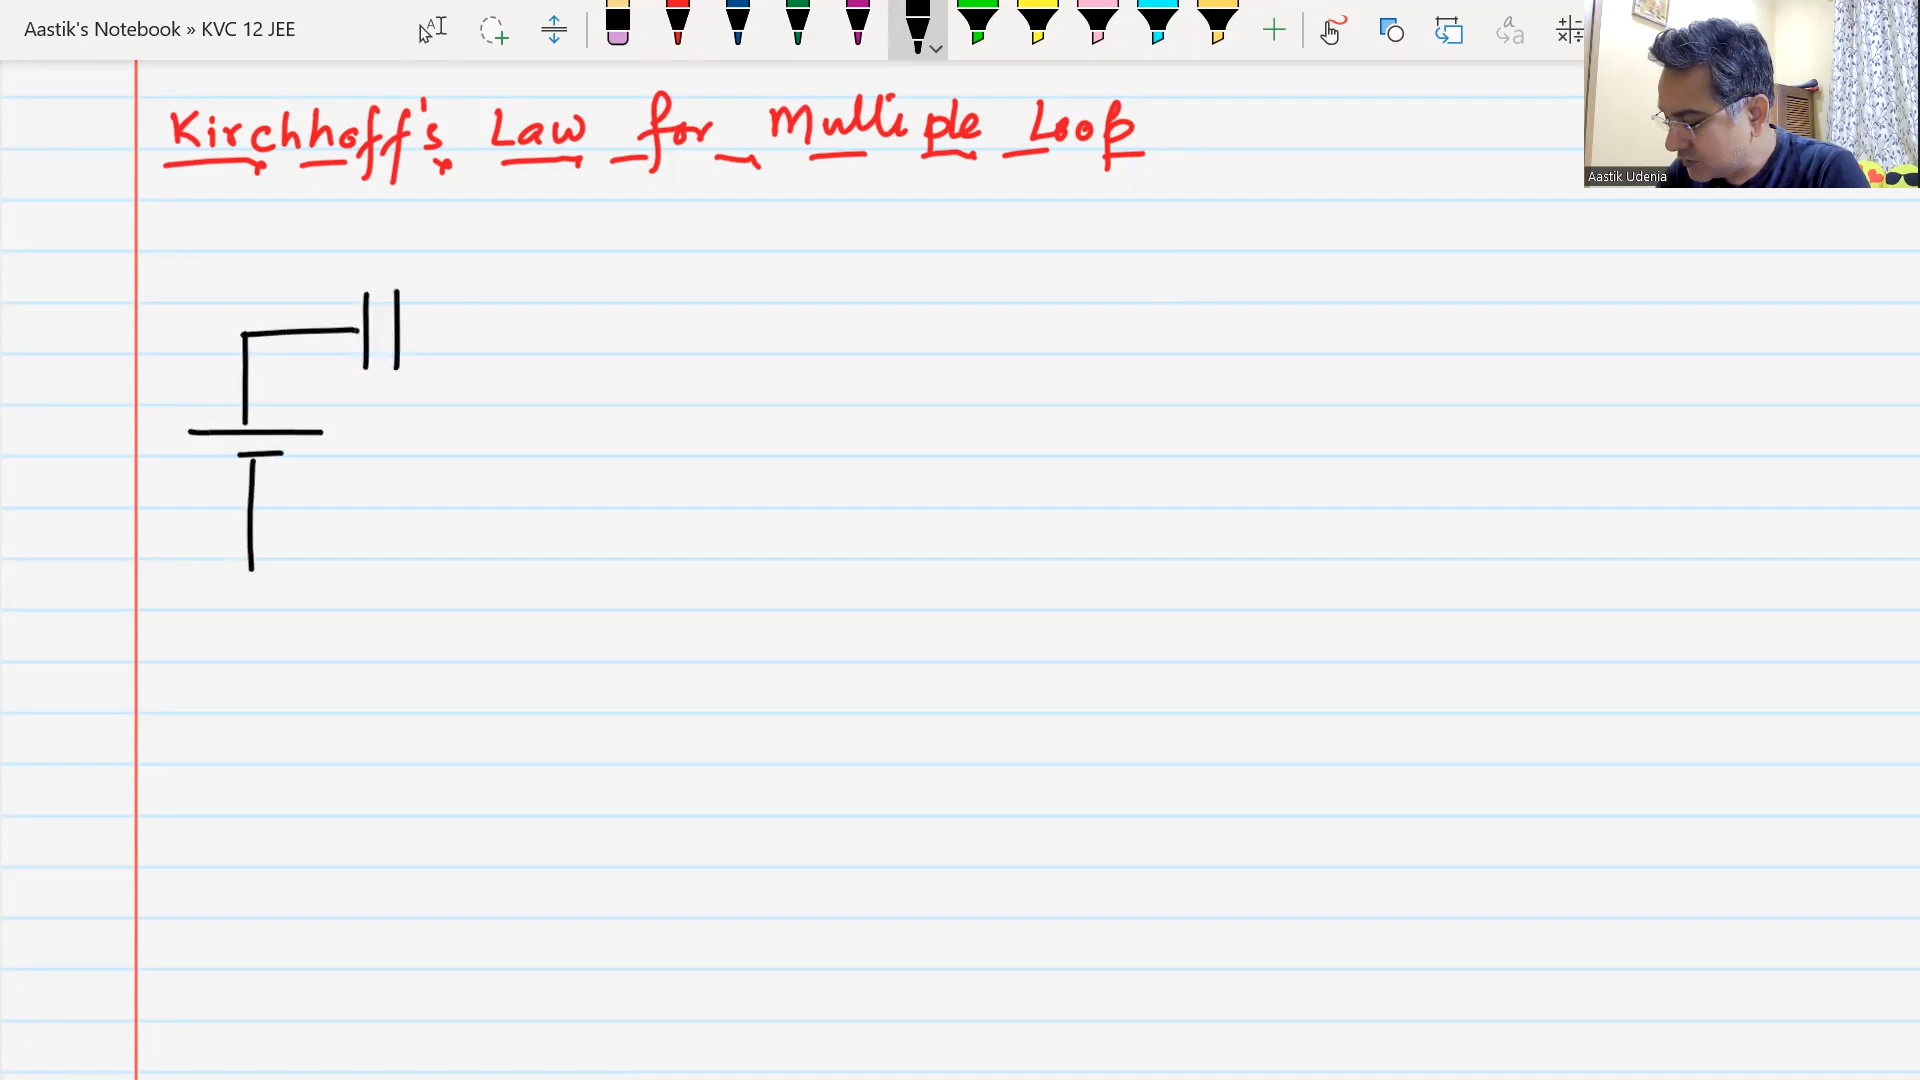 Aastik's Notebook » KVC 12 JEE
Kirchhoff's Law for Multiple Loop
Aastik Udenia